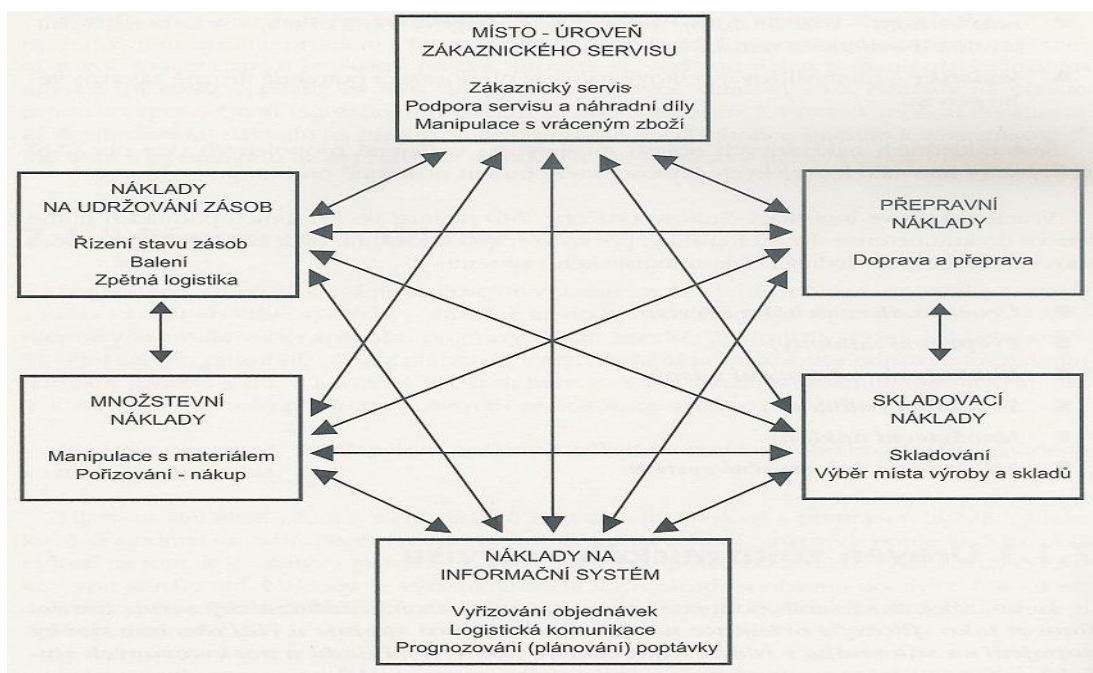 MÍSTO - ÚROVEŇ
ZÁKAZNICKÉHO SERVISU
Zákaznický servis
Podpora servisu a náhradní díly
Manipulace s vráceným zboží
NÁKLADY
NA UDRŽOVÁNÍ ZÁSOB
Řízení stavu zásob
Balení
Zpětná logistika
PŘEPRAVNÍ
NÁKLADY
Doprava a přeprava
MNOŽSTEVNÍ
NÁKLADY
Manipulace s materiálem
Pořizování - nákup
SKLADOVACÍ
NÁKLADY
Skladování
Výběr místa výroby a skladů
NÁKLADY NA
INFORMAČNÍ SYSTÉM
Vyřizování objednávek
Logistická komunikace
Prognozování (plánování) poptávky